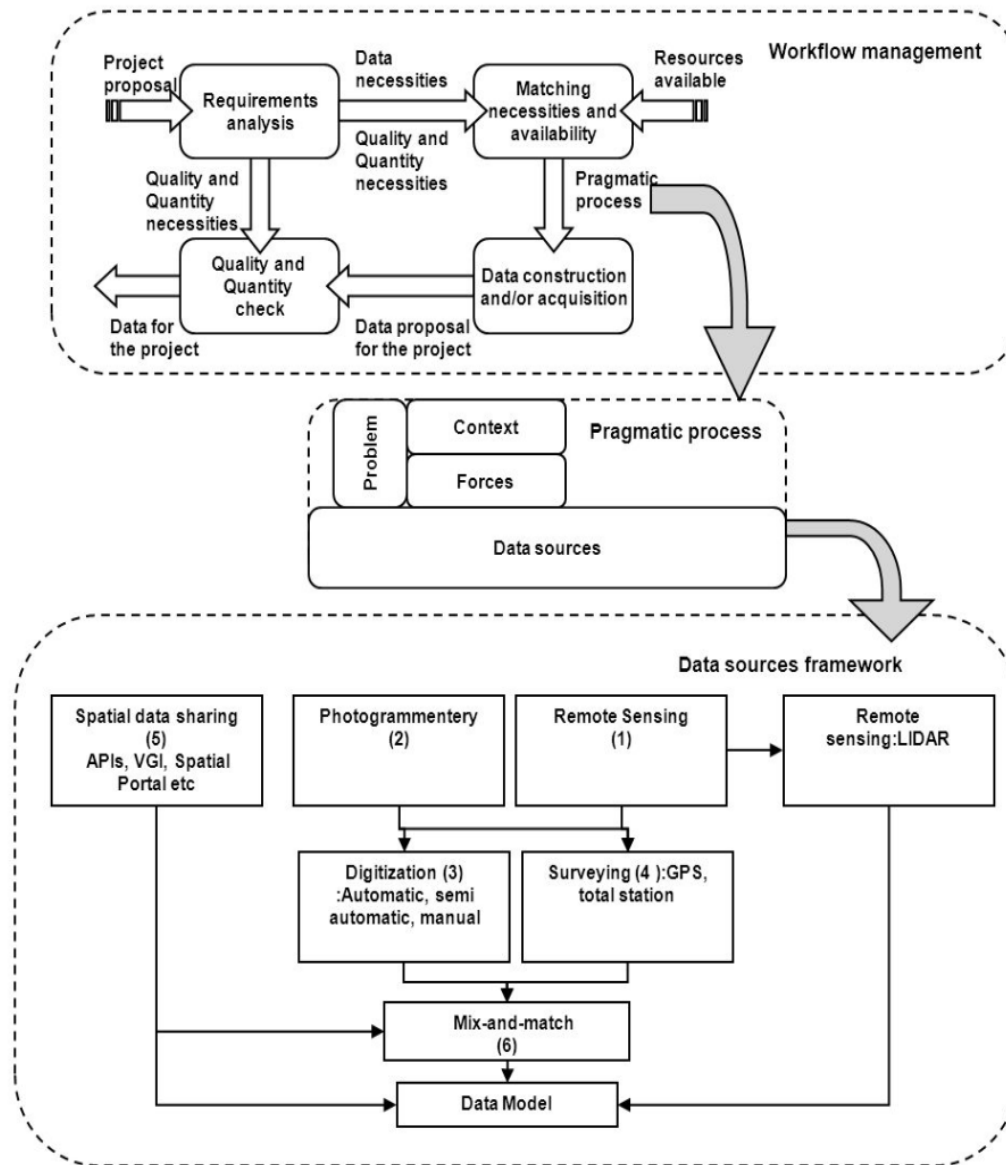 Workflow management
Project
proposal
Data
necessities
Resources
available
Requirements
analysis
Matching
necessities and
availability
Quality and
Quantity
necessities
Quality and
Quantity
necessities
Pragmatic
process
Quality and
Quantity
check
Data construction
and/or acquisition
Data for
the project
Data proposal
for the project
Pragmatic process
Problem
Context
Forces
Data sources
Data sources framework
Spatial data sharing
(5)
APIs, VGI, Spatial
Portal etc
Photogrammentery
(2)
Remote Sensing
(1)
Remote
sensing:LIDAR
Digitization (3)
:Automatic, semi
automatic, manual
Surveying (4 ):GPS,
total station
Mix-and-match
(6)
Data Model